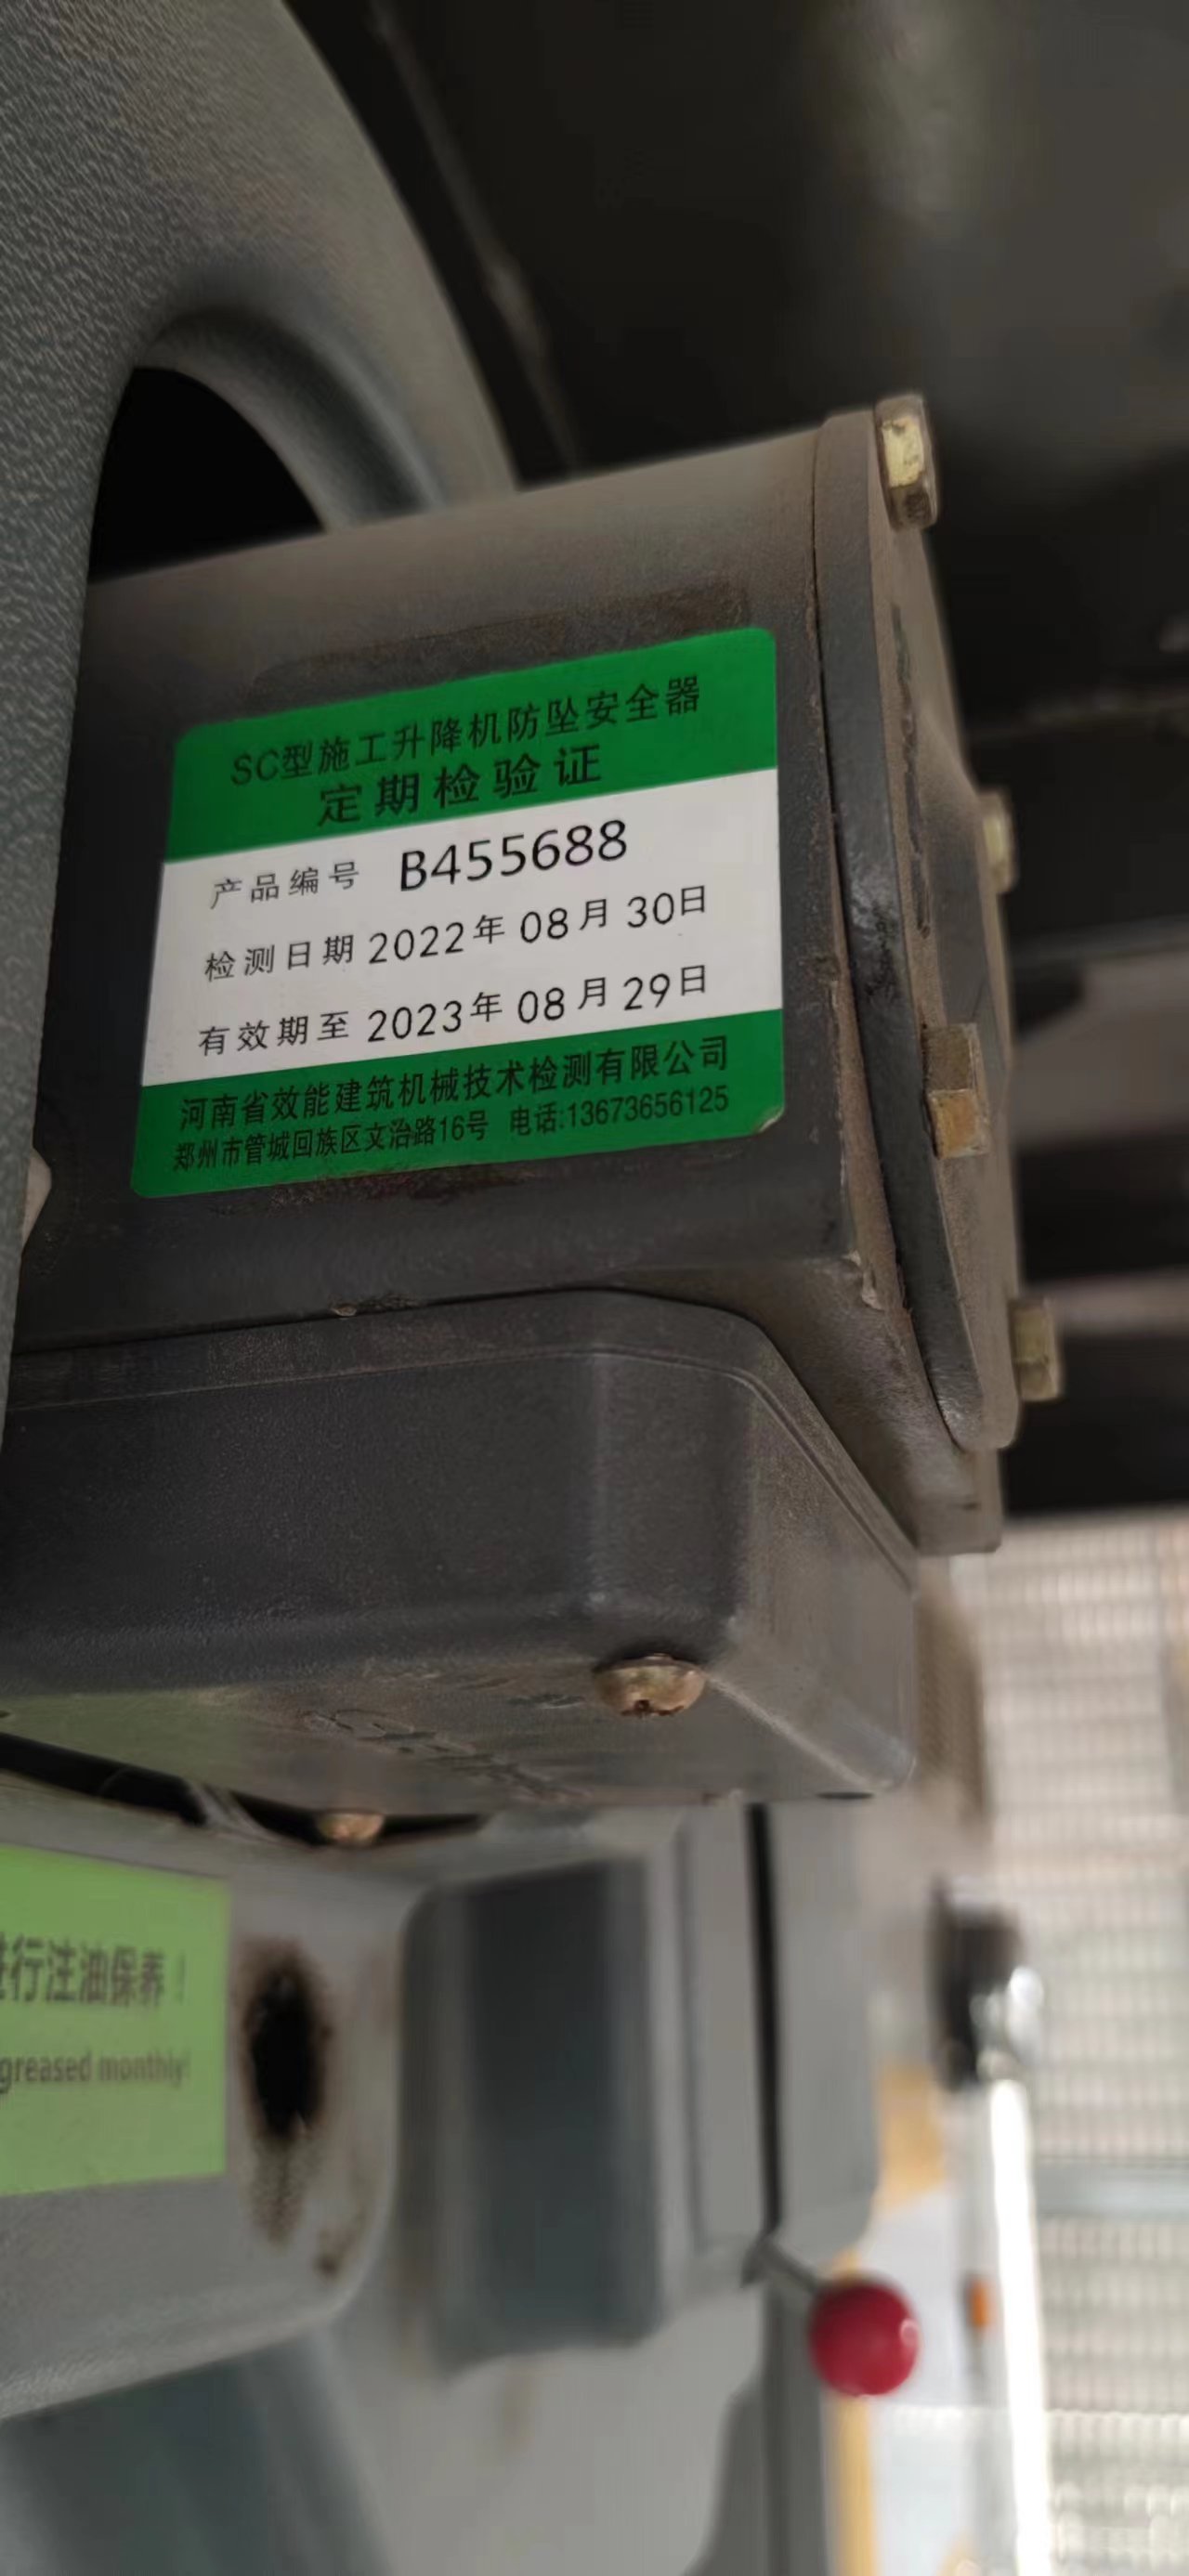 SC型施工升降机防坠安全器
定期检验证
产品编号 B455688
检测日期 2022年 08月 30日
有效期至 2023年 08月 29日
河南省效能建筑机械技术检测有限公司
郑州市管城回族区文治路16号 电话:13673656125
进行注油保养！
greased monthly!